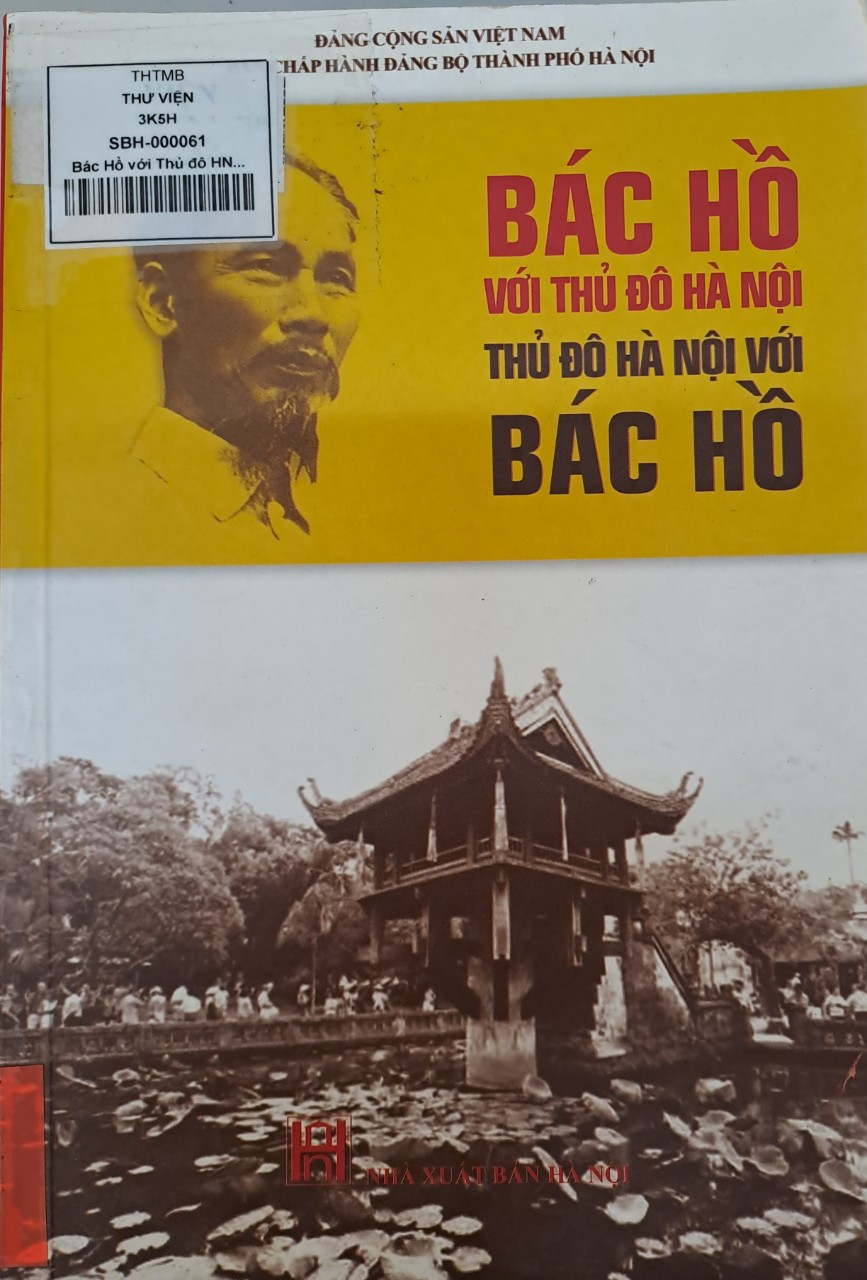 ĐẢNG CỘNG SẢN VIỆT NAM
CHẤP HÀNH ĐẢNG BỘ THÀNH PHỐ HÀ NỘI
THTMB
THƯ VIỆN
3K5H
SBH-000061
Bác Hồ với Thủ đô HN...
BÁC HỒ
VỚI THỦ ĐÔ HÀ NỘI
THỦ ĐÔ HÀ NỘI VỚI
BÁC HỒ
NHÀ XUẤT BẢN HÀ NỘI